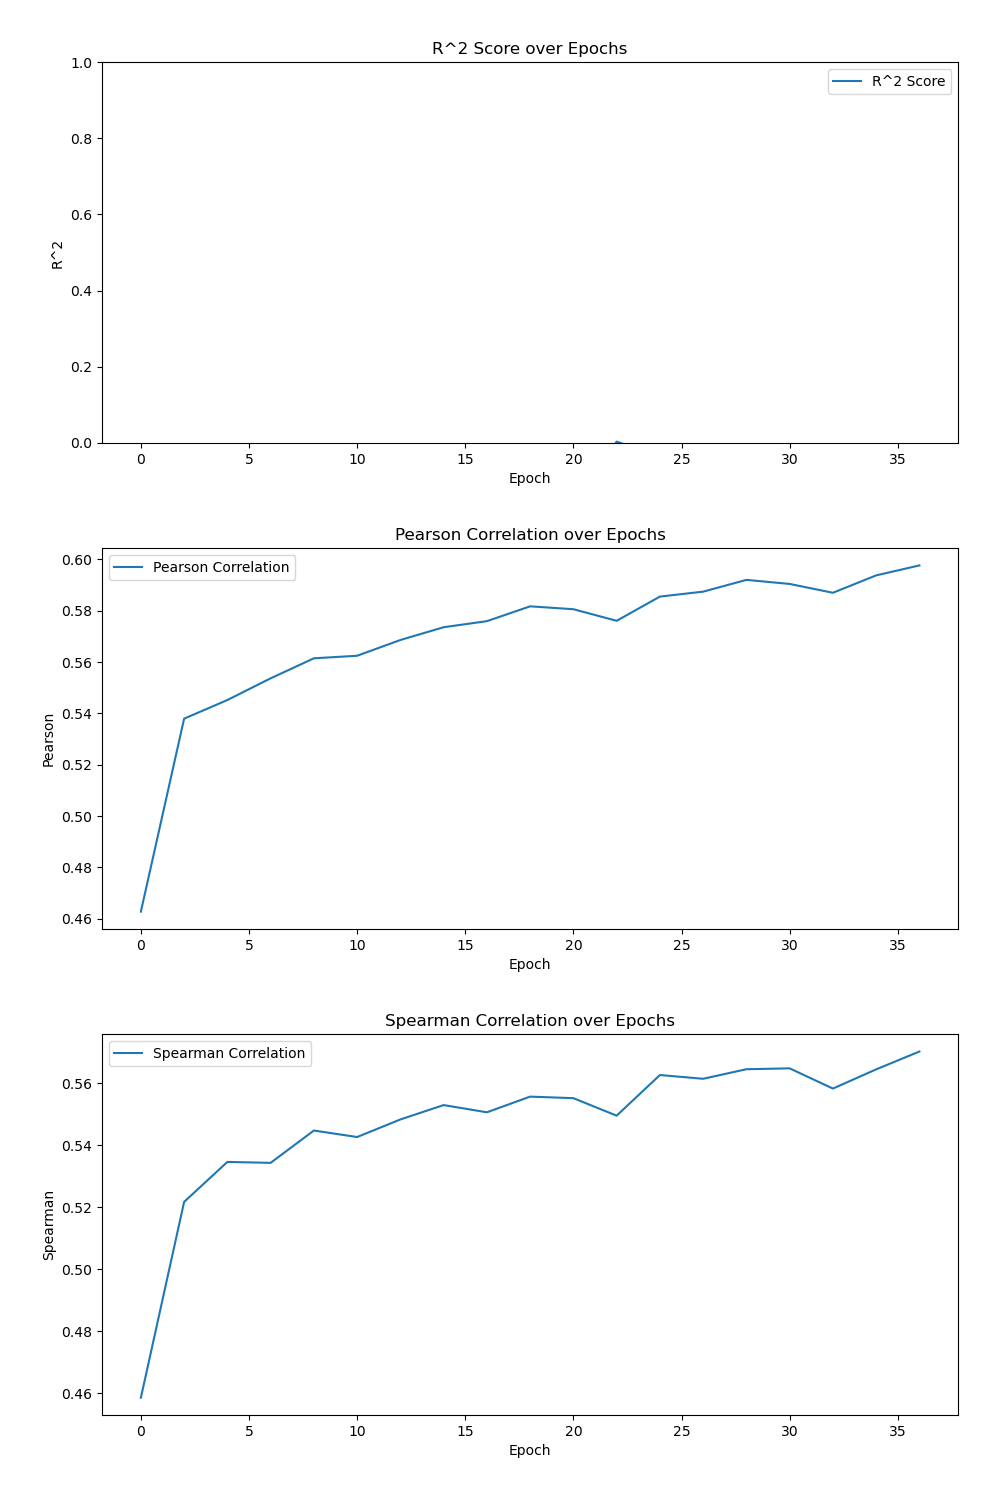 R^2 Score over Epochs
R^2 Score
1.0
0.8
0.6
0.4
0.2
0.0
R^2
0 5 10 15 20 25 30 35
Epoch
Pearson Correlation over Epochs
Pearson Correlation
0.60
0.58
0.56
0.54
0.52
0.50
0.48
0.46
Pearson
0 5 10 15 20 25 30 35
Epoch
Spearman Correlation over Epochs
Spearman Correlation
0.56
0.54
0.52
0.50
0.48
0.46
Spearman
0 5 10 15 20 25 30 35
Epoch